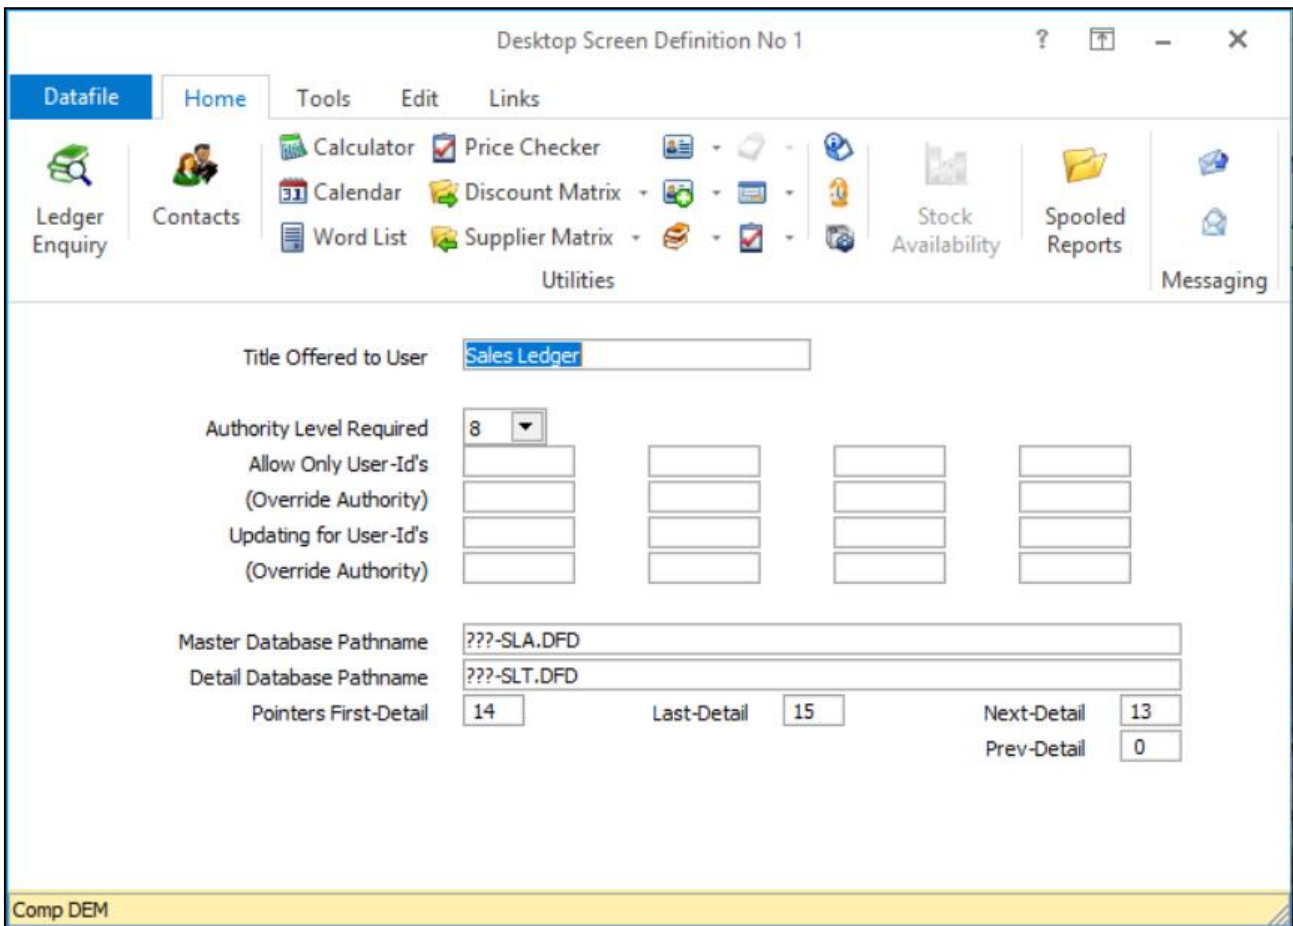 Desktop Screen Definition No 1 ?
Datafile Home Tools Edit Links
Calculator Price Checker
31 Calendar Discount Matrix
Word List Supplier Matrix
Ledger Enquiry
Contacts
Stock Availability
Spooled Reports
Utilities Messaging
Title Offered to User Sales Ledger
Authority Level Required 8
Allow Only User-Id's
(Override Authority)
Updating for User-Id's
(Override Authority)
Master Database Pathname ???-SLA.DFD
Detail Database Pathname ???-SLT.DFD
Pointers First-Detail 14 Last-Detail 15 Next-Detail 13
Prev-Detail 0
Comp DEM